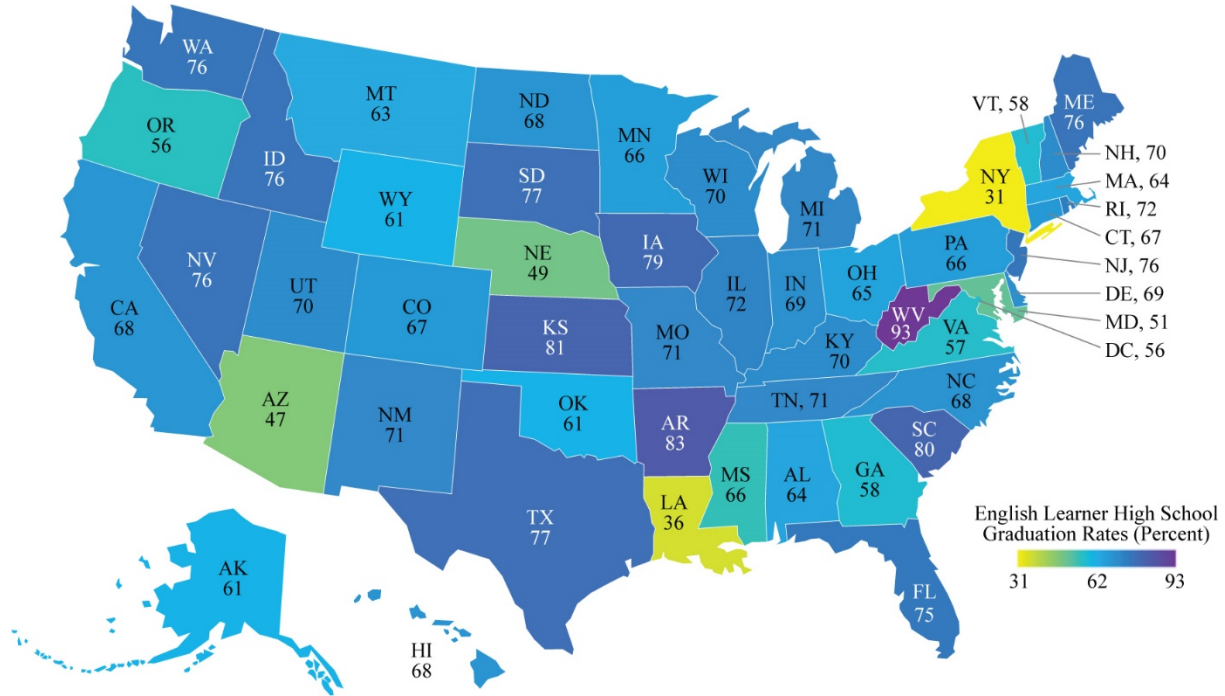 WA
76
MT
63
ND
68
MN
66
VT, 58
ME
76
OR
56
ID
76
SD
77
WI
70
NH, 70
MA, 64
RI, 72
CT, 67
NJ, 76
DE, 69
MD, 51
DC, 56
NY
31
WY
61
MI
71
NV
76
NE
49
IA
79
PA
66
UT
70
CO
67
IL
72
IN
69
OH
65
CA
68
KS
81
MO
71
WV
93
VA
57
KY
70
AZ
47
NM
71
OK
61
AR
83
TN, 71
NC
68
SC
80
MS
66
AL
64
GA
58
LA
36
TX
77
English Learner High School
Graduation Rates (Percent)
31 62 93
AK
61
FL
75
HI
68